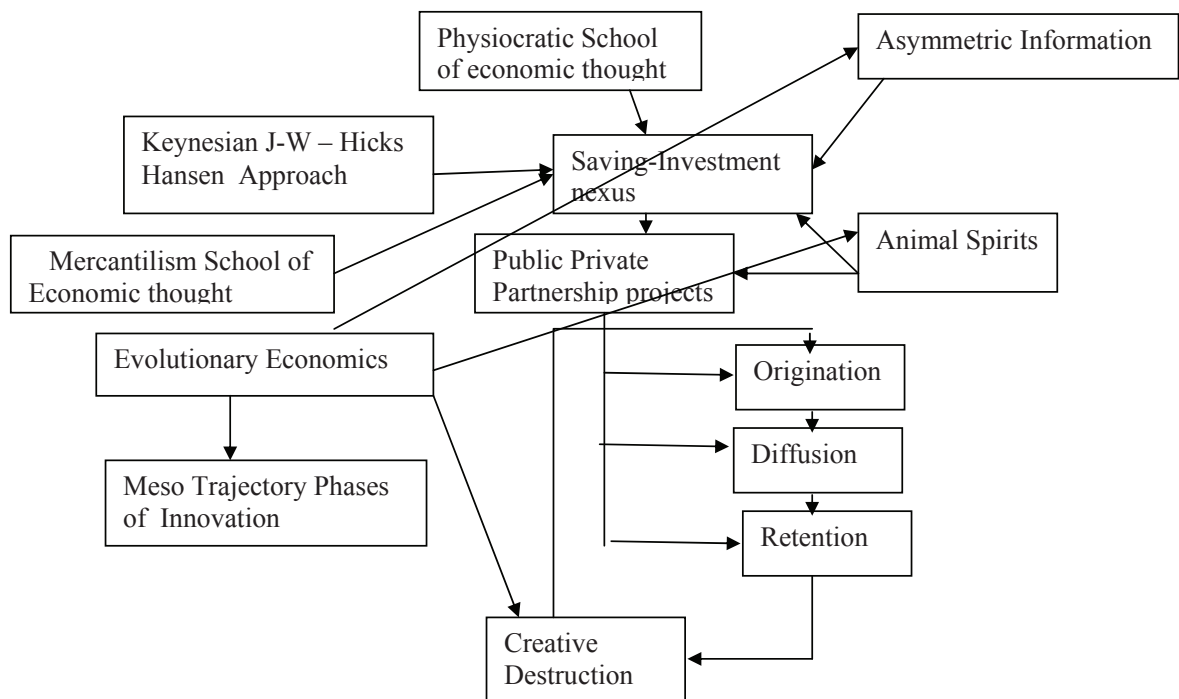 Physiocratic School
of economic thought
Asymmetric Information
Keynesian J-W – Hicks
Hansen Approach
Saving-Investment
nexus
Mercantilism School of
Economic thought
Public Private
Partnership projects
Animal Spirits
Evolutionary Economics
Origination
Diffusion
Meso Trajectory Phases
of Innovation
Retention
Creative
Destruction